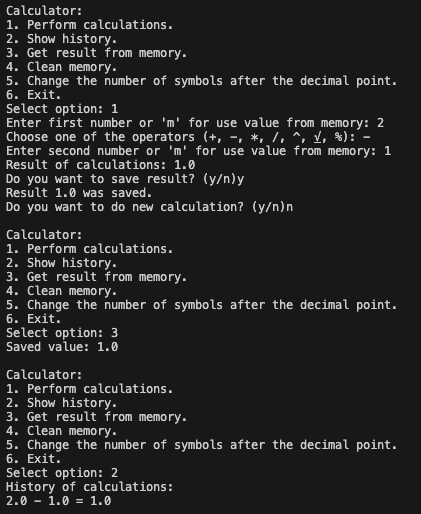 Calculator:
1. Perform calculations.
2. Show history.
3. Get result from memory.
4. Clean memory.
5. Change the number of symbols after the decimal point.
6. Exit.
Select option: 1
Enter first number or 'm' for use value from memory: 2
Choose one of the operators (+, -, *, /, ^, √, %): -
Enter second number or 'm' for use value from memory: 1
Result of calculations: 1.0
Do you want to save result? (y/n)y
Result 1.0 was saved.
Do you want to do new calculation? (y/n)n

Calculator:
1. Perform calculations.
2. Show history.
3. Get result from memory.
4. Clean memory.
5. Change the number of symbols after the decimal point.
6. Exit.
Select option: 3
Saved value: 1.0

Calculator:
1. Perform calculations.
2. Show history.
3. Get result from memory.
4. Clean memory.
5. Change the number of symbols after the decimal point.
6. Exit.
Select option: 2
History of calculations:
2.0 - 1.0 = 1.0